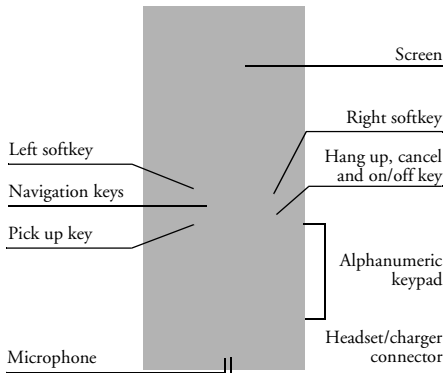 Screen
Right softkey
Left softkey
Hang up, cancel
and on/off key
Navigation keys
Pick up key
Alphanumeric
keypad
Headset/charger
connector
Microphone